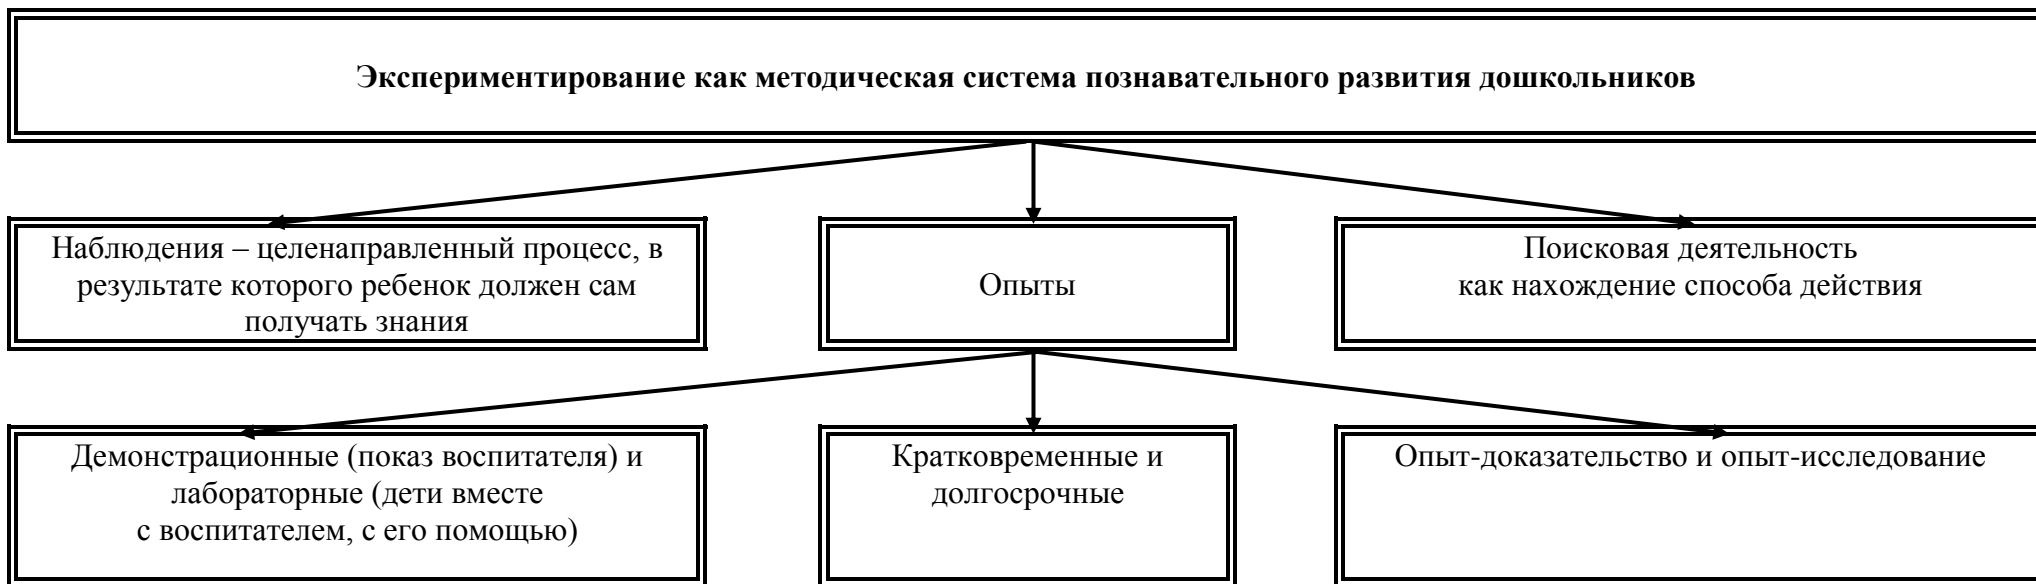 Экспериментирование как методическая система познавательного развития дошкольников
Наблюдения – целенаправленный процесс, в
результате которого ребенок должен сам
получать знания
Опыты
Поисковая деятельность
как нахождение способа действия
Демонстрационные (показ воспитателя) и
лабораторные (дети вместе
с воспитателем, с его помощью)
Кратковременные и
долгосрочные
Опыт-доказательство и опыт-исследование